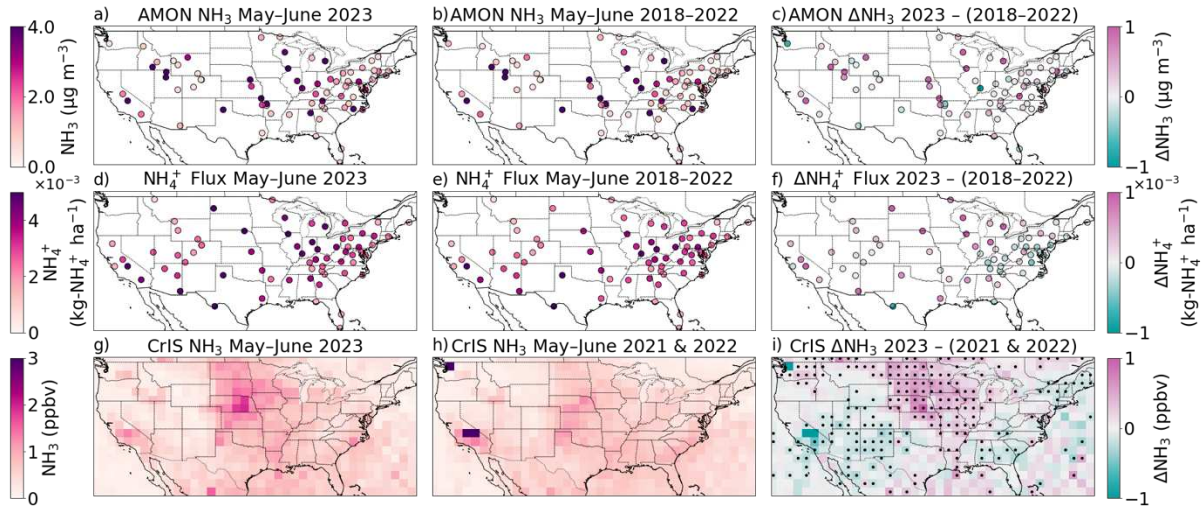 a) AMON NH₃ May–June 2023
b) AMON NH₃ May–June 2018-2022
c) AMON ΔNH₃ 2023 – (2018–2022)
4.0
2.0
0.0
NH₃ (μg m⁻³)
1
0
−1
ΔNH₃ (μg m⁻³)
d) NH₄⁺ Flux May–June 2023
e) NH₄⁺ Flux May–June 2018-2022
f) ΔNH₄⁺ Flux 2023 – (2018–2022)
×10⁻³
4
2
0
NH₄⁺
(kg-NH₄⁺ ha⁻¹)
×10⁻³
1
0
−1
ΔNH₄⁺
(kg-NH₄⁺ ha⁻¹)
g) CrIS NH₃ May–June 2023
h) CrIS NH₃ May–June 2021 & 2022
i) CrIS ΔNH₃ 2023 – (2021 & 2022)
3
2
1
0
NH₃ (ppbv)
1
0
−1
ΔNH₃ (ppbv)